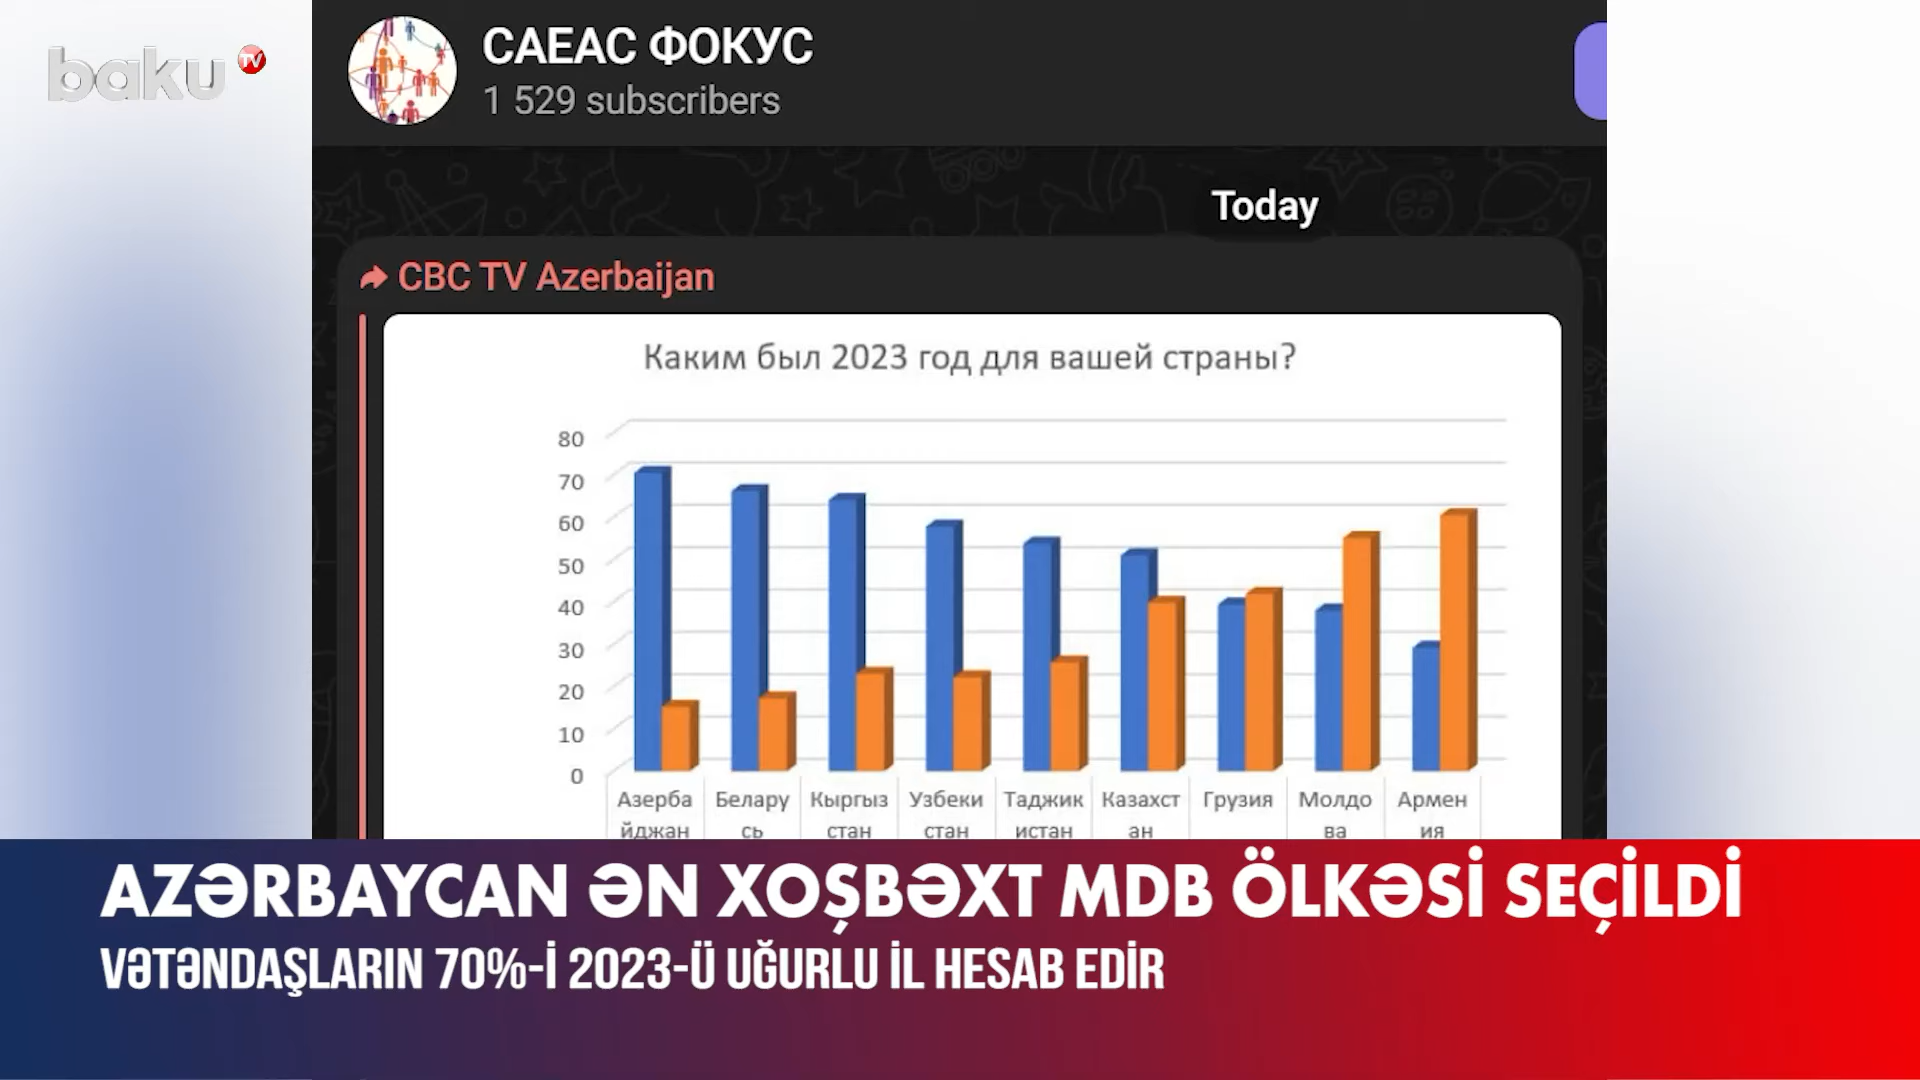 baku TV
САЕАС ФОКУС
1 529 subscribers
Today
CBC TV Azerbaijan
Каким был 2023 год для вашей страны?
80
70
60
50
40
30
20
10
0
Азерба
йджан
Белару
сь
Кыргыз
стан
Узбеки
стан
Таджик
истан
Казахст
ан
Грузия
Молдо
ва
Армен
ия
AZƏRBAYCAN ƏN XOŞBƏXT MDB ÖLKƏSİ SEÇİLDİ
VƏTƏNDAŞLARIN 70%-İ 2023-Ü UĞURLU İL HESAB EDİR